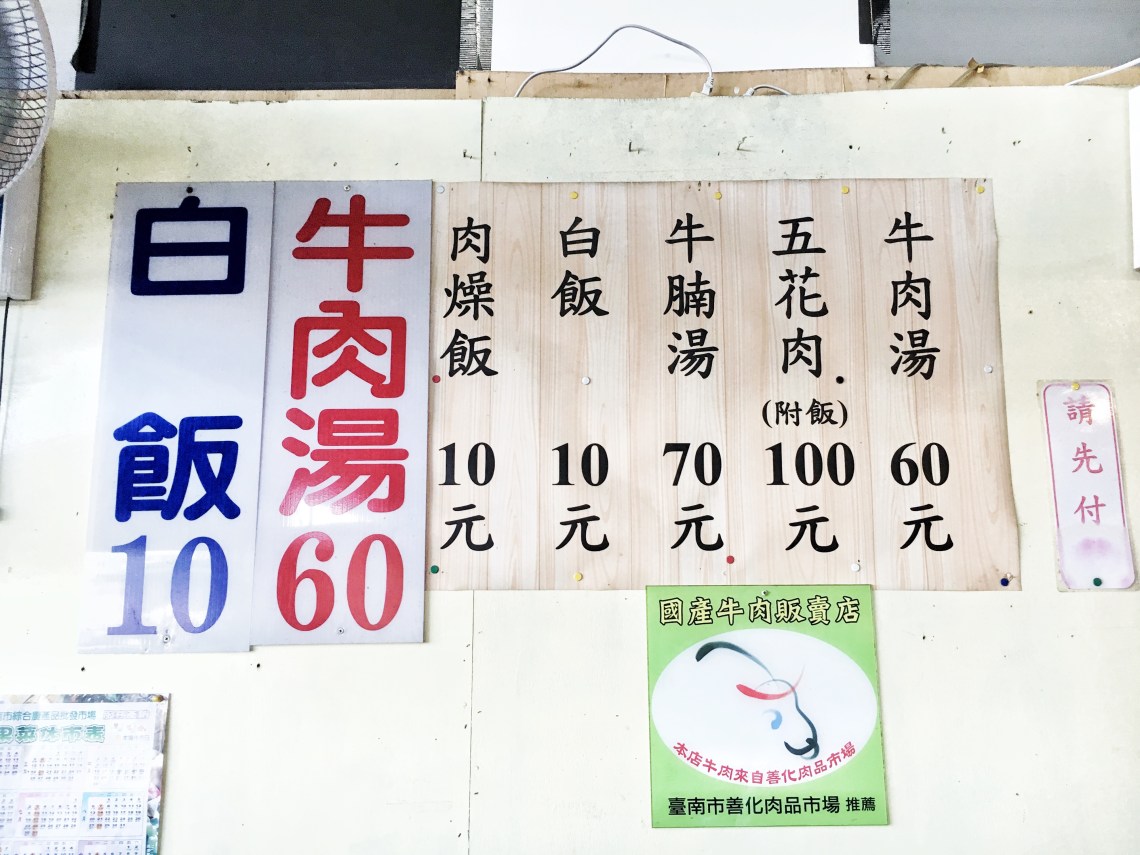 牛肉湯
60元
五花肉
(附飯)
100元
牛腩湯
70元
白飯
10元
肉燥飯
10元
牛肉湯
60
白飯
10
請先付
國產牛肉販賣店
本店牛肉來自善化肉品市場
臺南市善化肉品市場 推薦